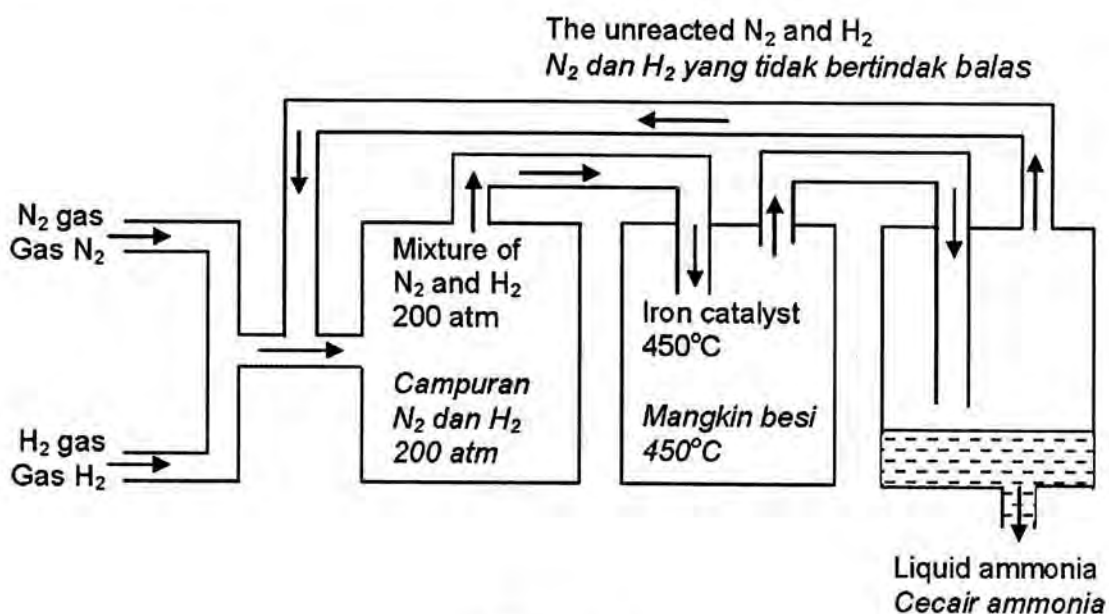 The unreacted N₂ and H₂
N₂ dan H₂ yang tidak bertindak balas
N₂ gas
Gas N₂
Mixture of
N₂ and H₂
200 atm
Campuran
N₂ dan H₂
200 atm
H₂ gas
Gas H₂
Iron catalyst
450°C
Mangkin besi
450°C
Liquid ammonia
Cecair ammonia